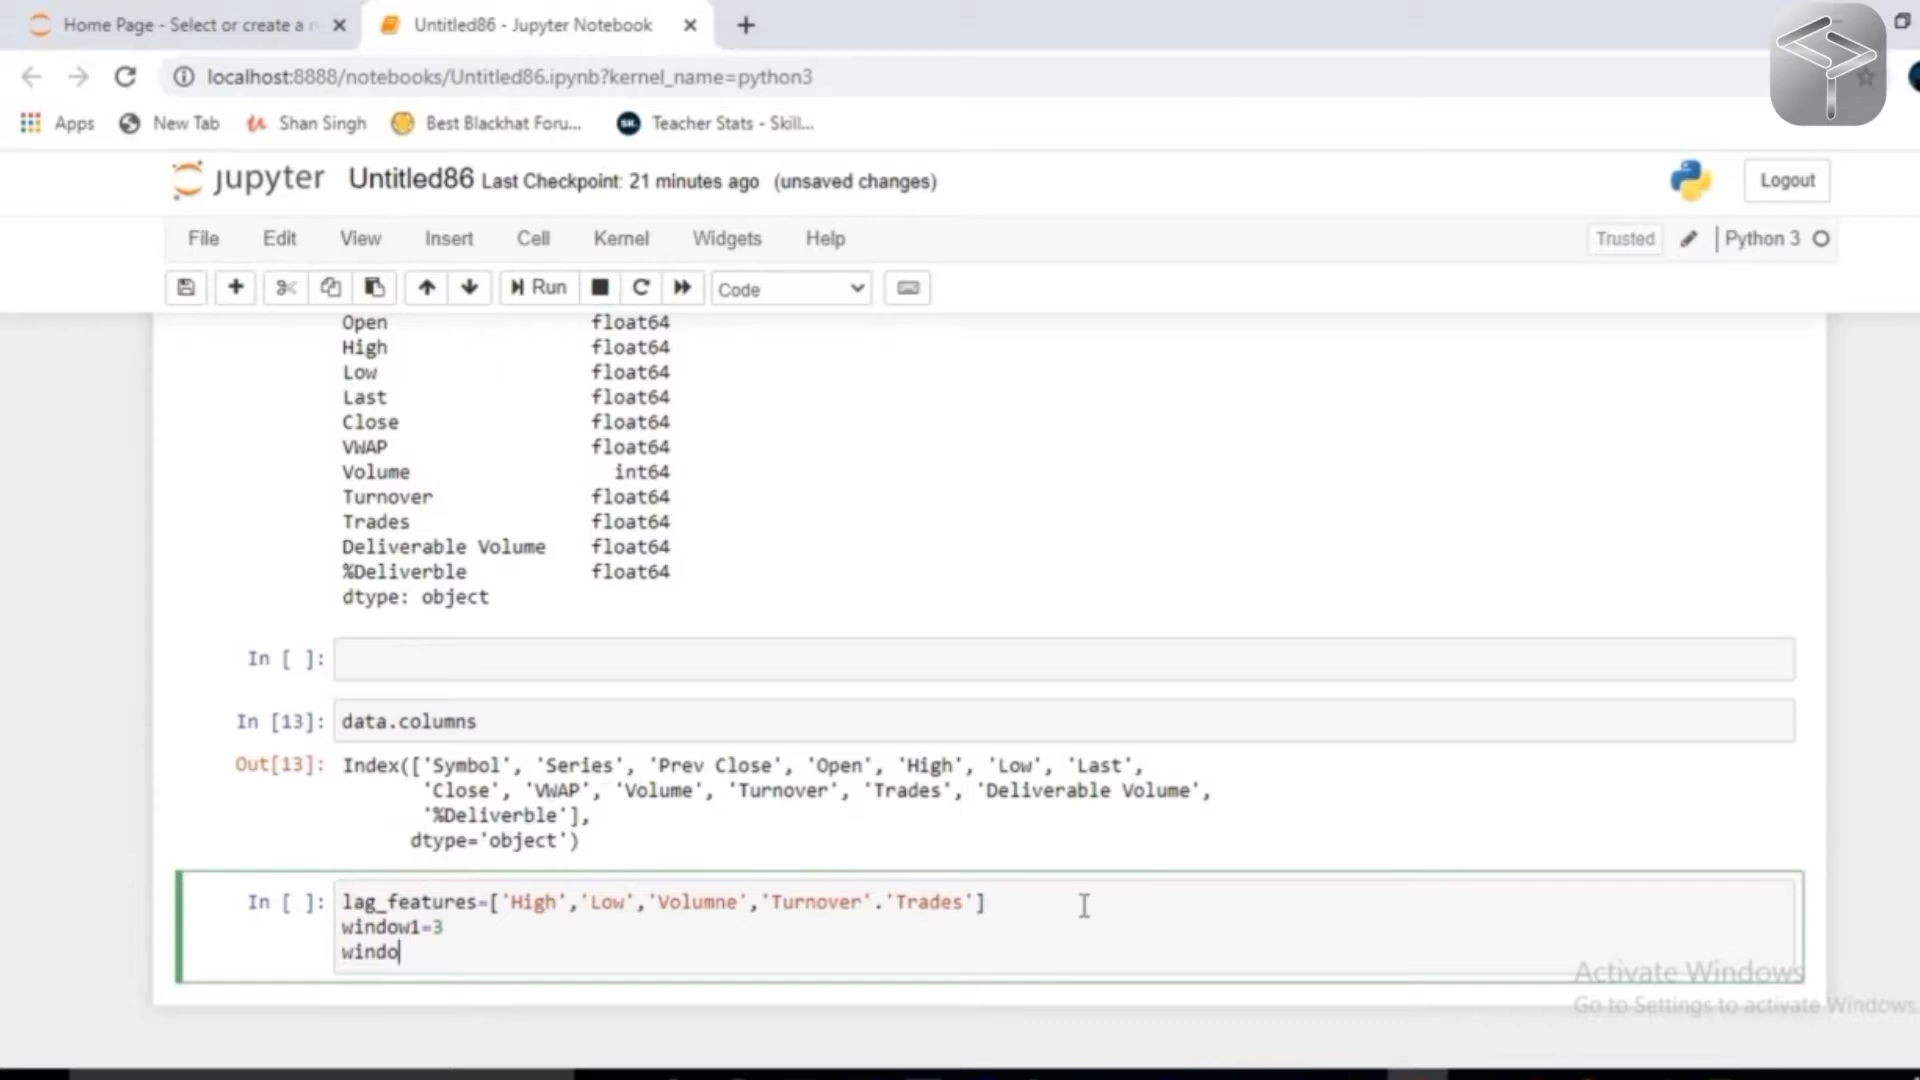 Home Page - Select or create a n
Untitled86 - Jupyter Notebook
localhost:8888/notebooks/Untitled86.ipynb?kernel_name=python3
Apps New Tab Shan Singh Best Blackhat Foru... Teacher Stats - Skill...
jupyter Untitled86 Last Checkpoint: 21 minutes ago (unsaved changes) Logout
File Edit View Insert Cell Kernel Widgets Help Trusted Python 3
Run Code
Open float64
High float64
Low float64
Last float64
Close float64
VWAP float64
Volume int64
Turnover float64
Trades float64
Deliverable Volume float64
%Deliverble float64
dtype: object
In [ ]:
In [13]: data.columns
Out[13]: Index(['Symbol', 'Series', 'Prev Close', 'Open', 'High', 'Low', 'Last',
'Close', 'VWAP', 'Volume', 'Turnover', 'Trades', 'Deliverable Volume',
'%Deliverble'],
dtype='object')
In [ ]: lag_features=['High','Low','Volumne','Turnover'.'Trades']
window1=3
windo
Activate Windows
Go to Settings to activate Windows.